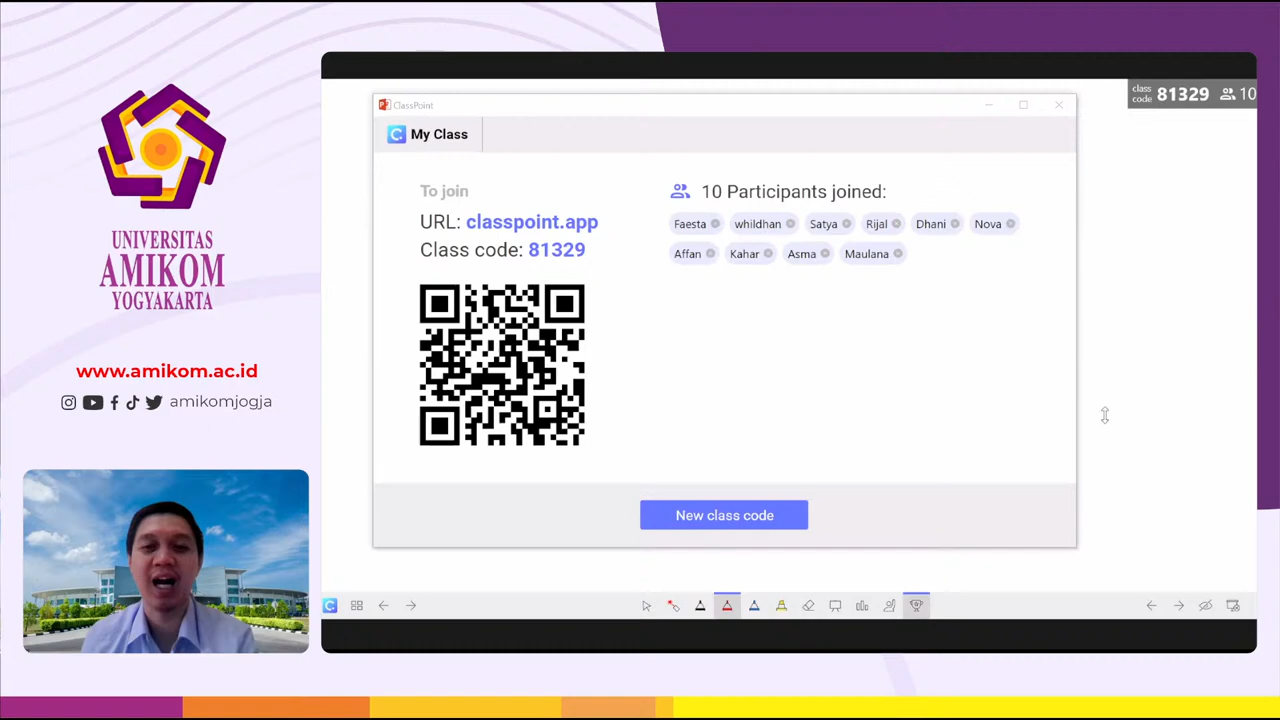 UNIVERSITAS
AMIKOM
YOGYAKARTA
www.amikom.ac.id
amikomjogja
ClassPoint
My Class
To join
URL: classpoint.app
Class code: 81329
10 Participants joined:
Faesta whildhan Satya Rijal Dhani Nova
Affan Kahar Asma Maulana
New class code
class code 81329 10